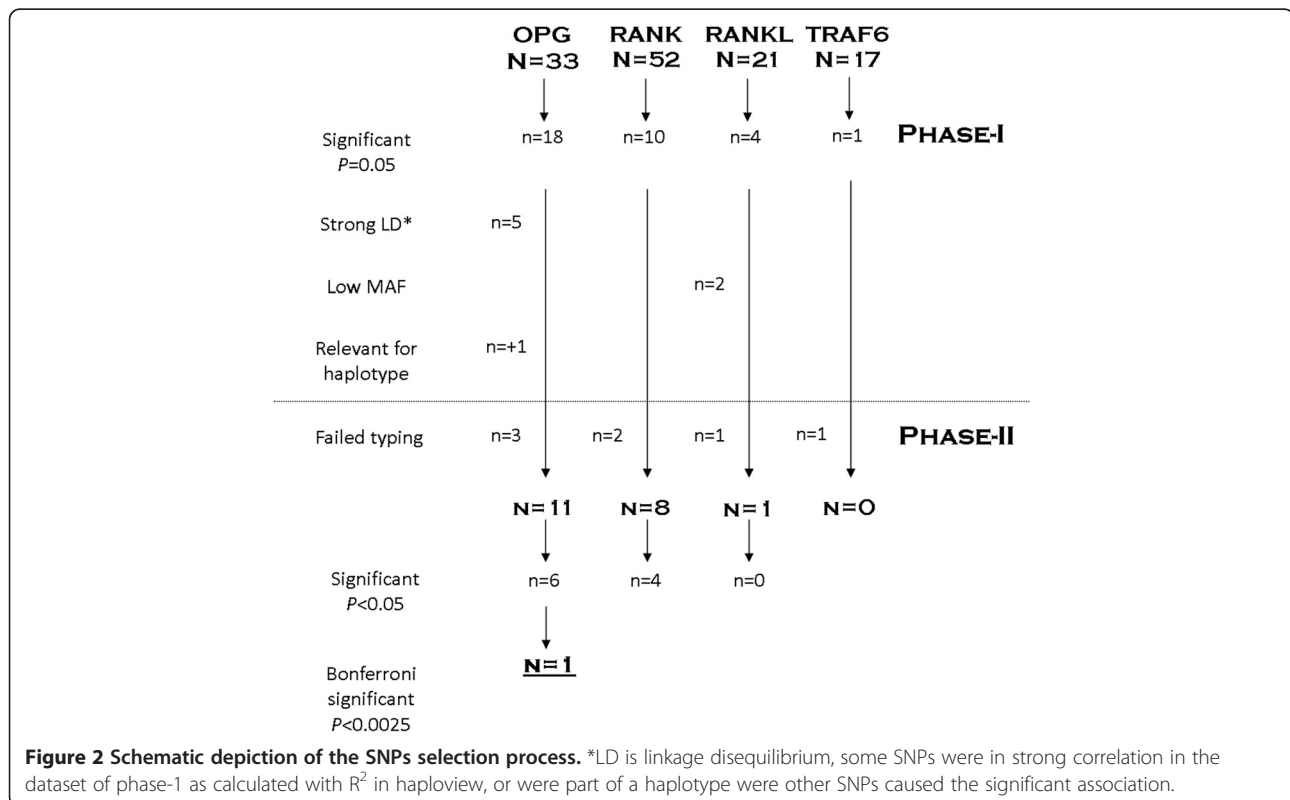 OPG RANK RANKL TRAF6
N=33 N=52 N=21 N=17
Significant
P=0.05
n=18 n=10 n=4 n=1 PHASE-I
Strong LD* n=5
Low MAF n=2
Relevant for
haplotype
n=+1
Failed typing n=3 n=2 n=1 n=1 PHASE-II
N=11 N=8 N=1 N=0
Significant
P<0.05
n=6 n=4 n=0
Bonferroni
significant
P<0.0025
N=1
Figure 2 Schematic depiction of the SNPs selection process. *LD is linkage disequilibrium, some SNPs were in strong correlation in the
dataset of phase-1 as calculated with R² in haploview, or were part of a haplotype were other SNPs caused the significant association.